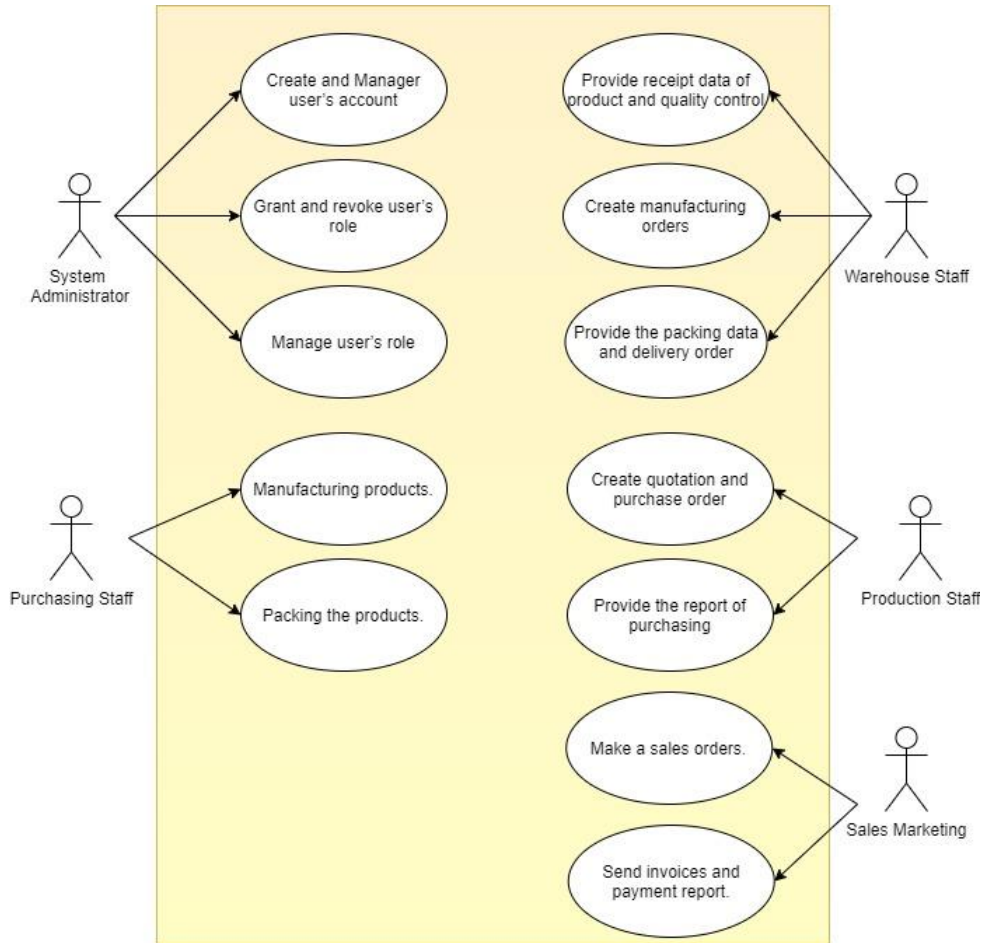 Create and Manager
user's account
Provide receipt data of
product and quality control
Grant and revoke user's
role
Create manufacturing
orders
System
Administrator
Warehouse Staff
Manage user's role
Provide the packing data
and delivery order
Manufacturing products.
Create quotation and
purchase order
Purchasing Staff
Production Staff
Packing the products.
Provide the report of
purchasing
Make a sales orders.
Sales Marketing
Send invoices and
payment report.